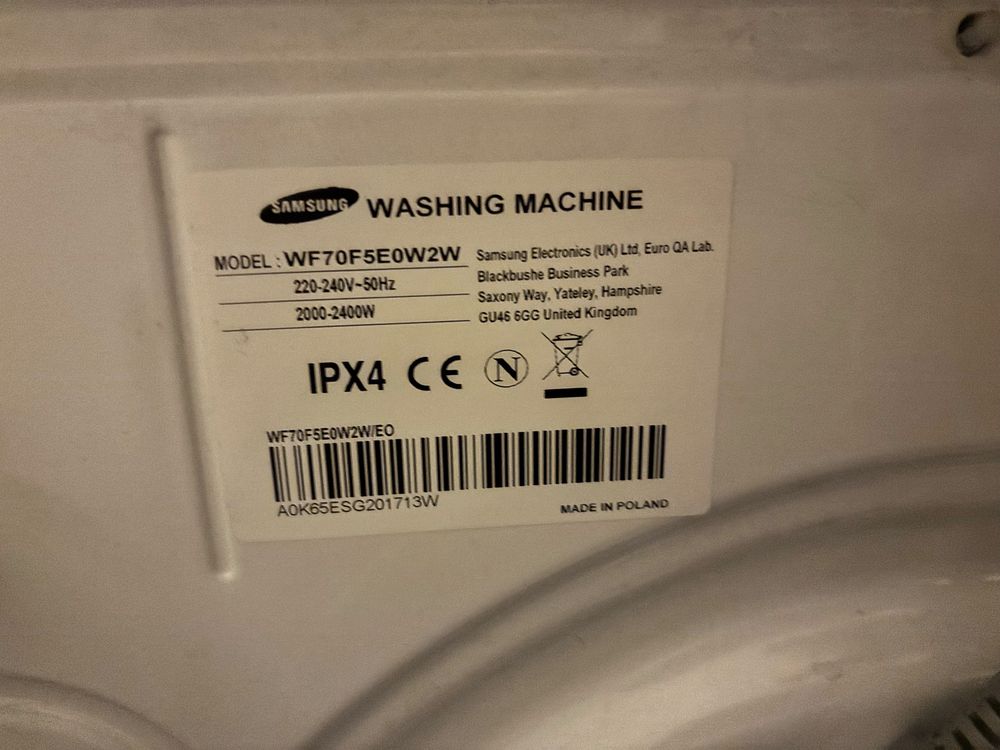 SAMSUNG WASHING MACHINE
MODEL : WF70F5E0W2W
220-240V~50Hz
2000-2400W
Samsung Electronics (UK) Ltd, Euro QA Lab.
Blackbushe Business Park
Saxony Way, Yateley, Hampshire
GU46 6GG United Kingdom
IPX4 CE N
WF70F5E0W2W/EO
A0K65ESG201713W
MADE IN POLAND